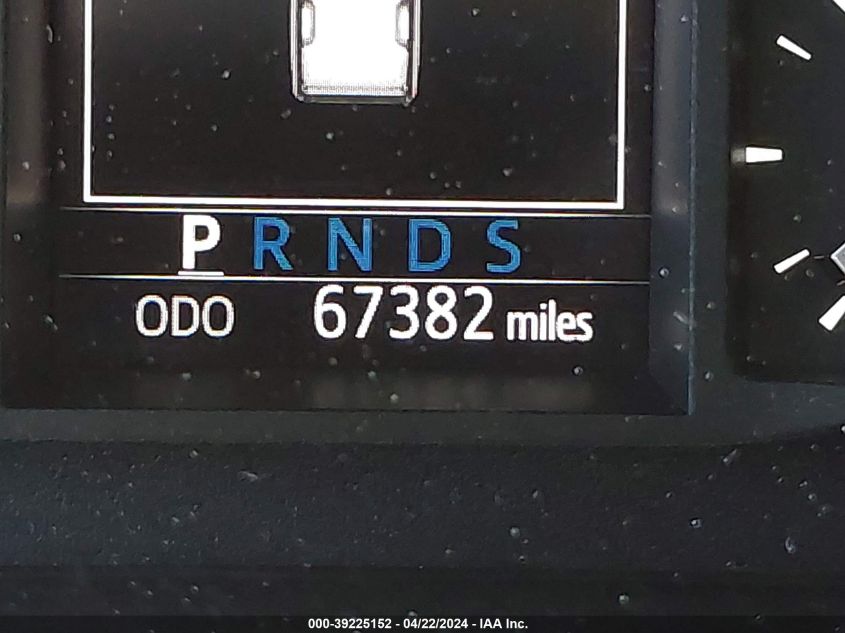 P R N D S
ODO 67382 miles
000-39225152 - 04/22/2024 - IAA Inc.